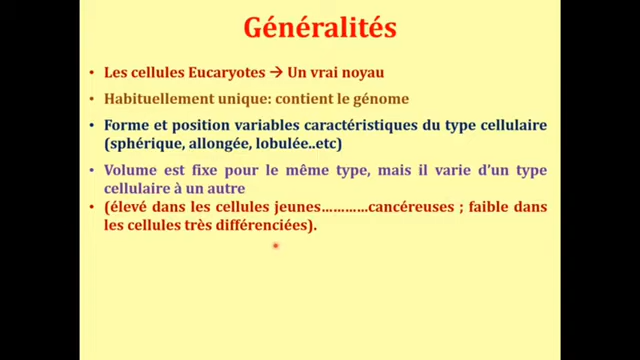 Généralités
• Les cellules Eucaryotes → Un vrai noyau
• Habituellement unique: contient le génome
• Forme et position variables caractéristiques du type cellulaire
(sphérique, allongée, lobulée..etc)
• Volume est fixe pour le même type, mais il varie d'un type
cellulaire à un autre
• (élevé dans les cellules jeunes............cancéreuses ; faible dans
les cellules très différenciées).